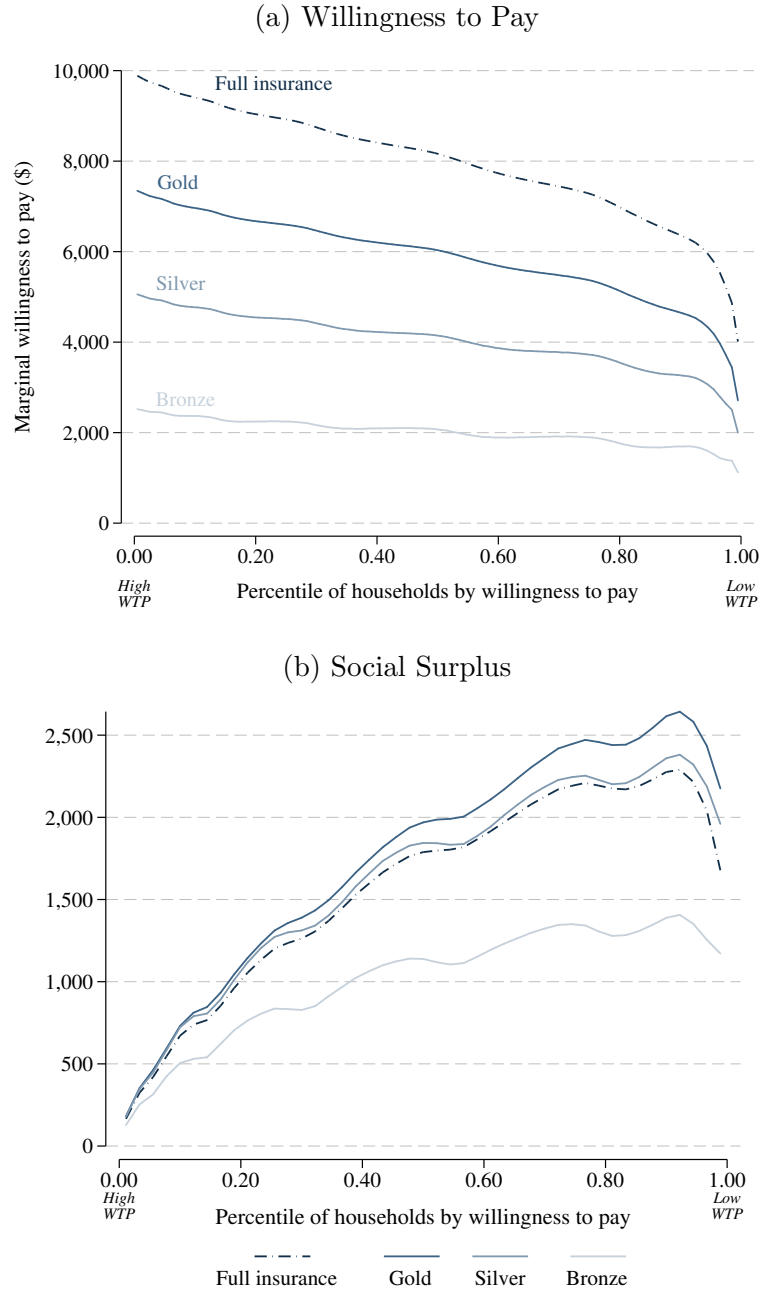 (a) Willingness to Pay
Marginal willingness to pay ($)
10,000
8,000
6,000
4,000
2,000
0
Full insurance
Gold
Silver
Bronze
0.00 0.20 0.40 0.60 0.80 1.00
High WTP
Low WTP
Percentile of households by willingness to pay
(b) Social Surplus
2,500
2,000
1,500
1,000
500
0
0.00 0.20 0.40 0.60 0.80 1.00
High WTP
Low WTP
Percentile of households by willingness to pay
Full insurance Gold Silver Bronze